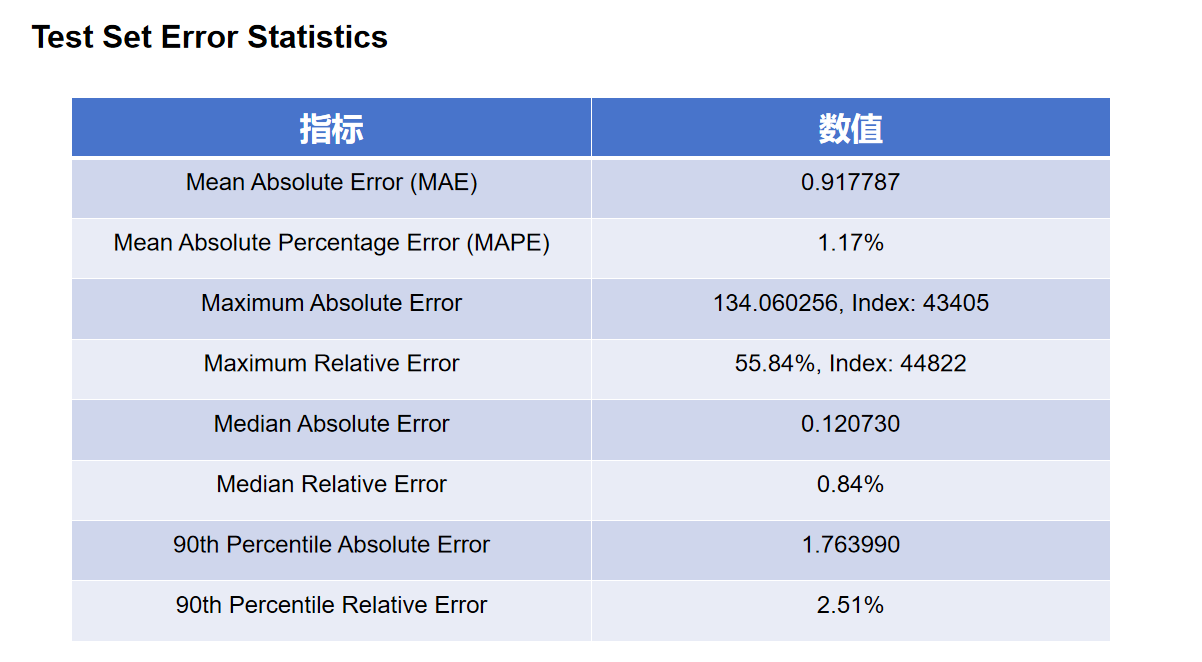 Test Set Error Statistics
指标 数值
Mean Absolute Error (MAE) 0.917787
Mean Absolute Percentage Error (MAPE) 1.17%
Maximum Absolute Error 134.060256, Index: 43405
Maximum Relative Error 55.84%, Index: 44822
Median Absolute Error 0.120730
Median Relative Error 0.84%
90th Percentile Absolute Error 1.763990
90th Percentile Relative Error 2.51%